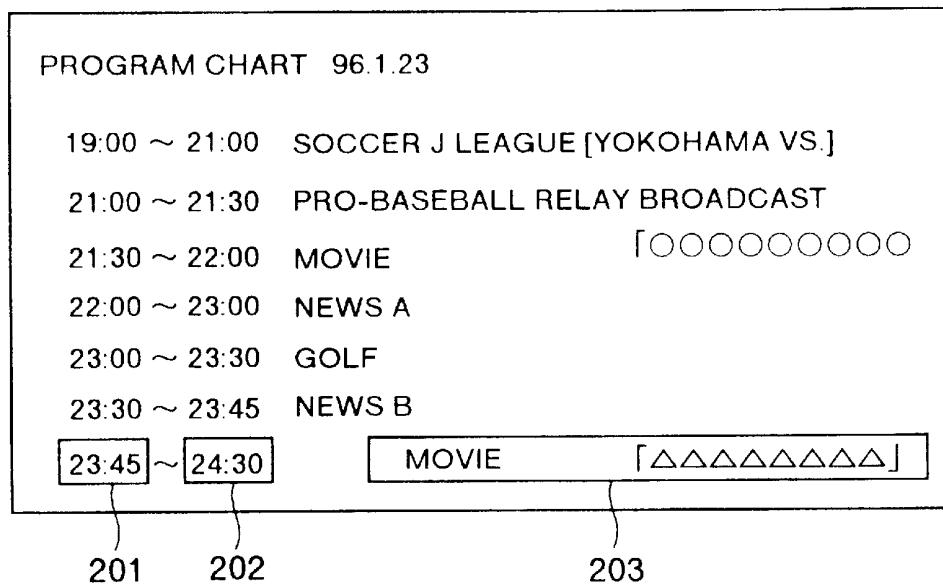 PROGRAM CHART 96.1.23
19:00 ~ 21:00 SOCCER J LEAGUE [YOKOHAMA VS.]
21:00 ~ 21:30 PRO-BASEBALL RELAY BROADCAST
21:30 ~ 22:00 MOVIE 「○○○○○○○○○
22:00 ~ 23:00 NEWS A
23:00 ~ 23:30 GOLF
23:30 ~ 23:45 NEWS B
23:45 ~ 24:30 MOVIE 「△△△△△△△△」
201 202 203